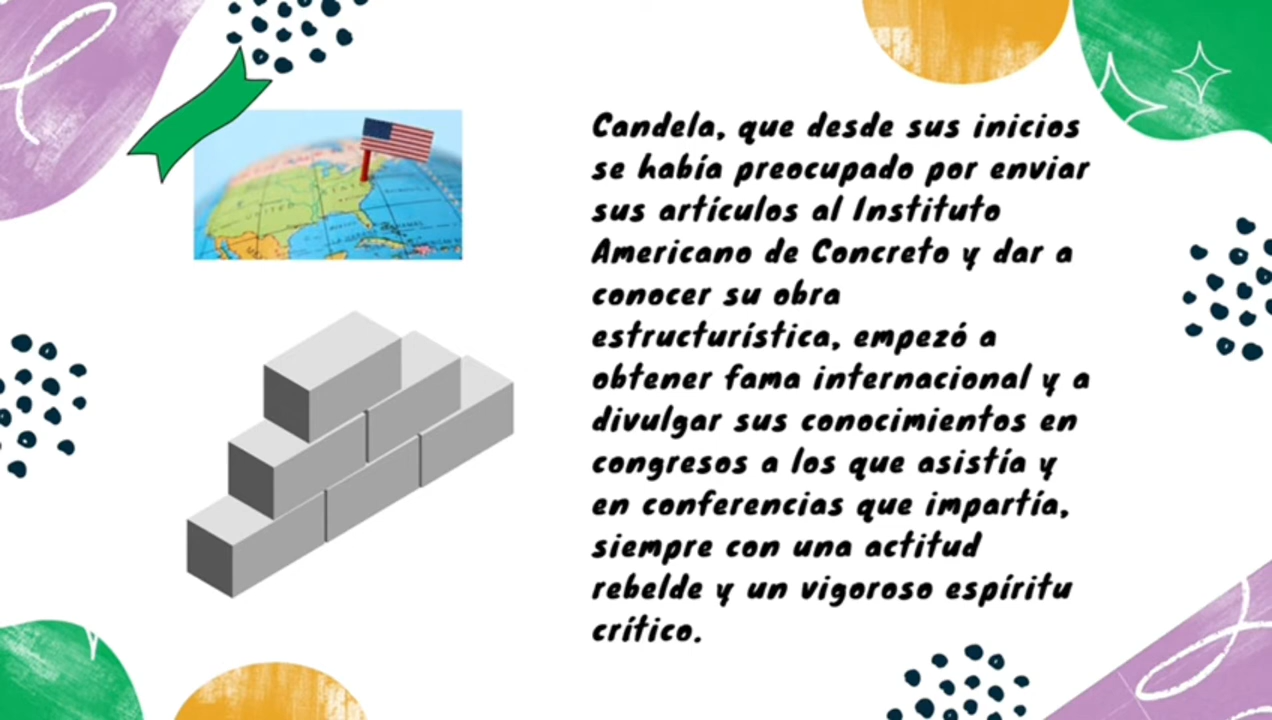 Candela, que desde sus inicios
se había preocupado por enviar
sus artículos al Instituto
Americano de Concreto y dar a
conocer su obra
estructurística, empezó a
obtener fama internacional y a
divulgar sus conocimientos en
congresos a los que asistía y
en conferencias que impartía,
siempre con una actitud
rebelde y un vigoroso espíritu
crítico.
UNITED STATES